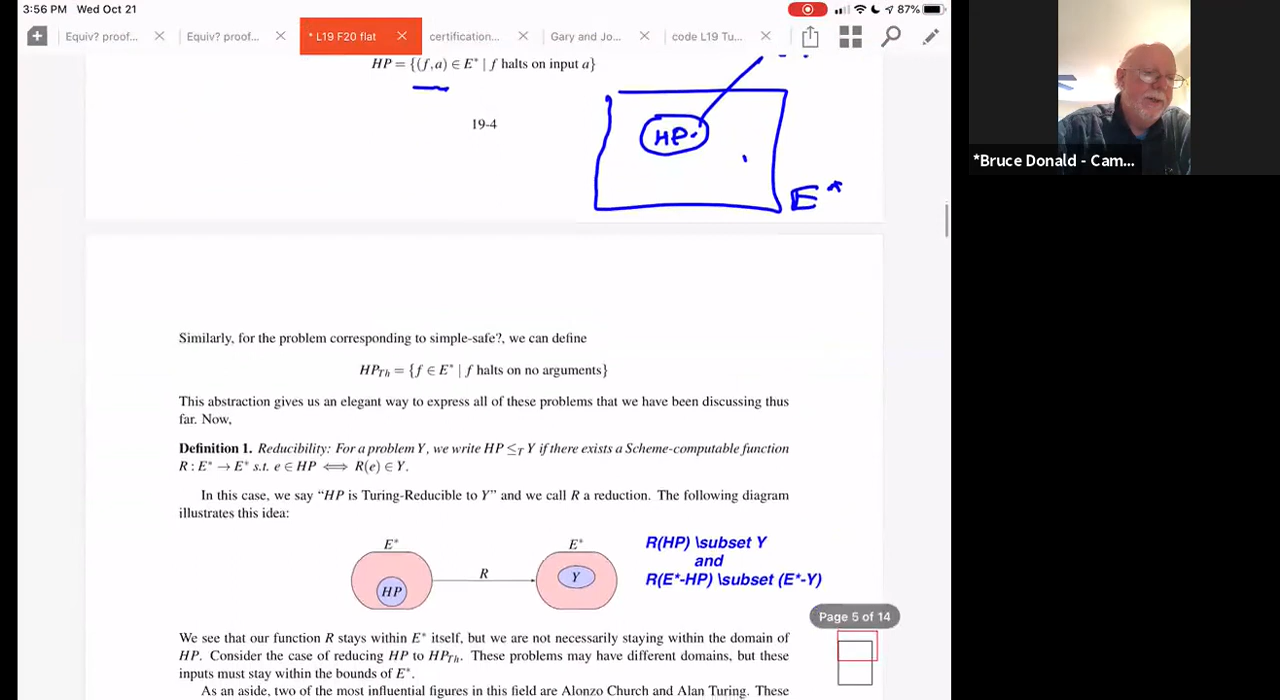 3:56 PM Wed Oct 21
87%
Equiv? proof...
Equiv? proof...
* L19 F20 flat
certification...
Gary and Jo...
code L19 Tu...
HP = {(f,a) ∈ E* | f halts on input a}
HP
19-4
E*
*Bruce Donald - Cam...
Similarly, for the problem corresponding to simple-safe?, we can define
HP_Th = {f ∈ E* | f halts on no arguments}
This abstraction gives us an elegant way to express all of these problems that we have been discussing thus
far. Now,
Definition 1. Reducibility: For a problem Y, we write HP ≤_T Y if there exists a Scheme-computable function
R : E* → E* s.t. e ∈ HP ⟺ R(e) ∈ Y.
In this case, we say “HP is Turing-Reducible to Y” and we call R a reduction. The following diagram
illustrates this idea:
E*
E*
R
HP
Y
R(HP) \subset Y
and
R(E*-HP) \subset (E*-Y)
Page 5 of 14
We see that our function R stays within E* itself, but we are not necessarily staying within the domain of
HP. Consider the case of reducing HP to HP_Th. These problems may have different domains, but these
inputs must stay within the bounds of E*.
As an aside, two of the most influential figures in this field are Alonzo Church and Alan Turing. These